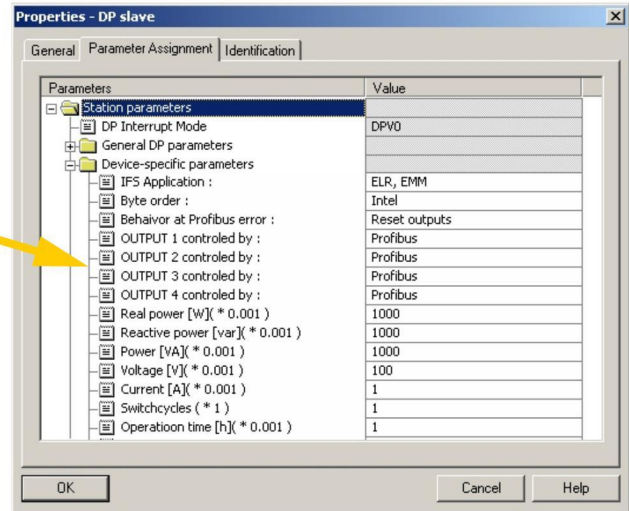 Properties - DP slave
General Parameter Assignment Identification
Parameters Value
Station parameters
DP Interrupt Mode DPV0
General DP parameters
Device-specific parameters
IFS Application : ELR, EMM
Byte order : Intel
Behaivor at Profibus error : Reset outputs
OUTPUT 1 controled by : Profibus
OUTPUT 2 controled by : Profibus
OUTPUT 3 controled by : Profibus
OUTPUT 4 controled by : Profibus
Real power [W]( * 0.001 ) 1000
Reactive power [var]( * 0.001 ) 1000
Power [VA]( * 0.001 ) 1000
Voltage [V]( * 0.001 ) 100
Current [A]( * 0.001 ) 1
Switchcycles ( * 1 ) 1
Operatioon time [h]( * 0.001 ) 1
OK Cancel Help